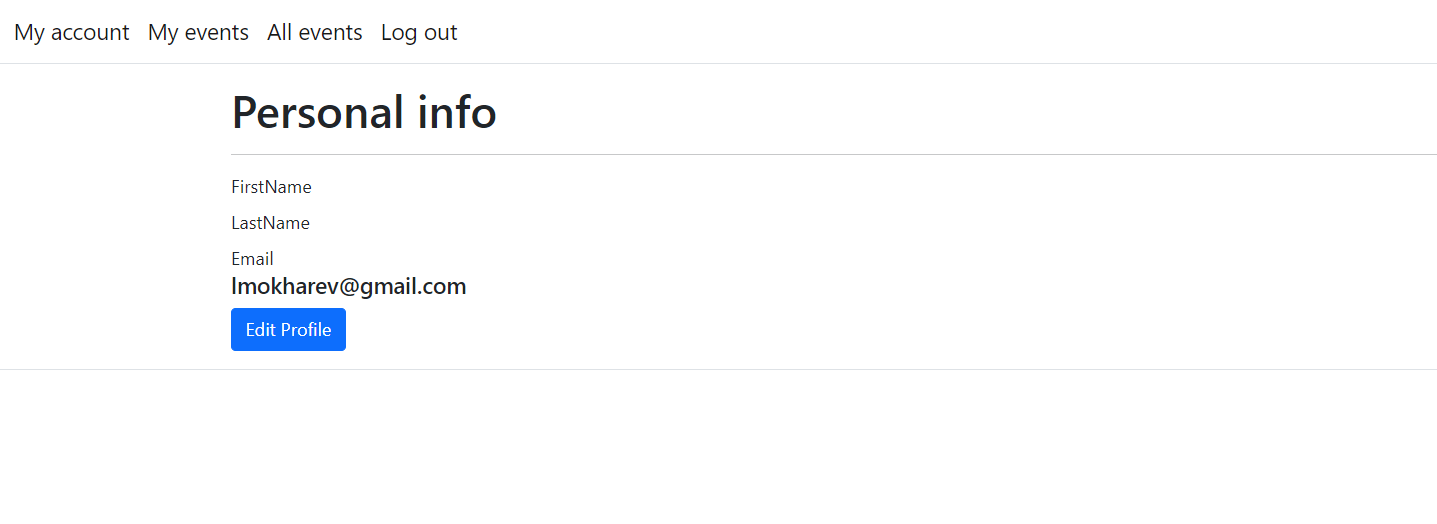 My account My events All events Log out
Personal info
FirstName
LastName
Email
lmokharev@gmail.com
Edit Profile